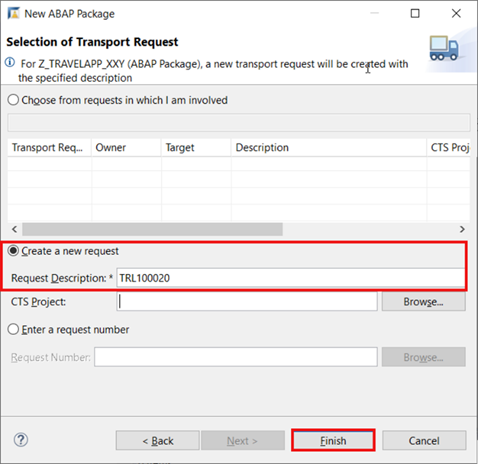 New ABAP Package
Selection of Transport Request
For Z_TRAVELAPP_XXY (ABAP Package), a new transport request will be created with
the specified description
Choose from requests in which I am involved
Transport Req... Owner Target Description CTS Proj
Create a new request
Request Description: * TRL100020
CTS Project: Browse...
Enter a request number
Request Number: Browse...
? < Back Next > Finish Cancel